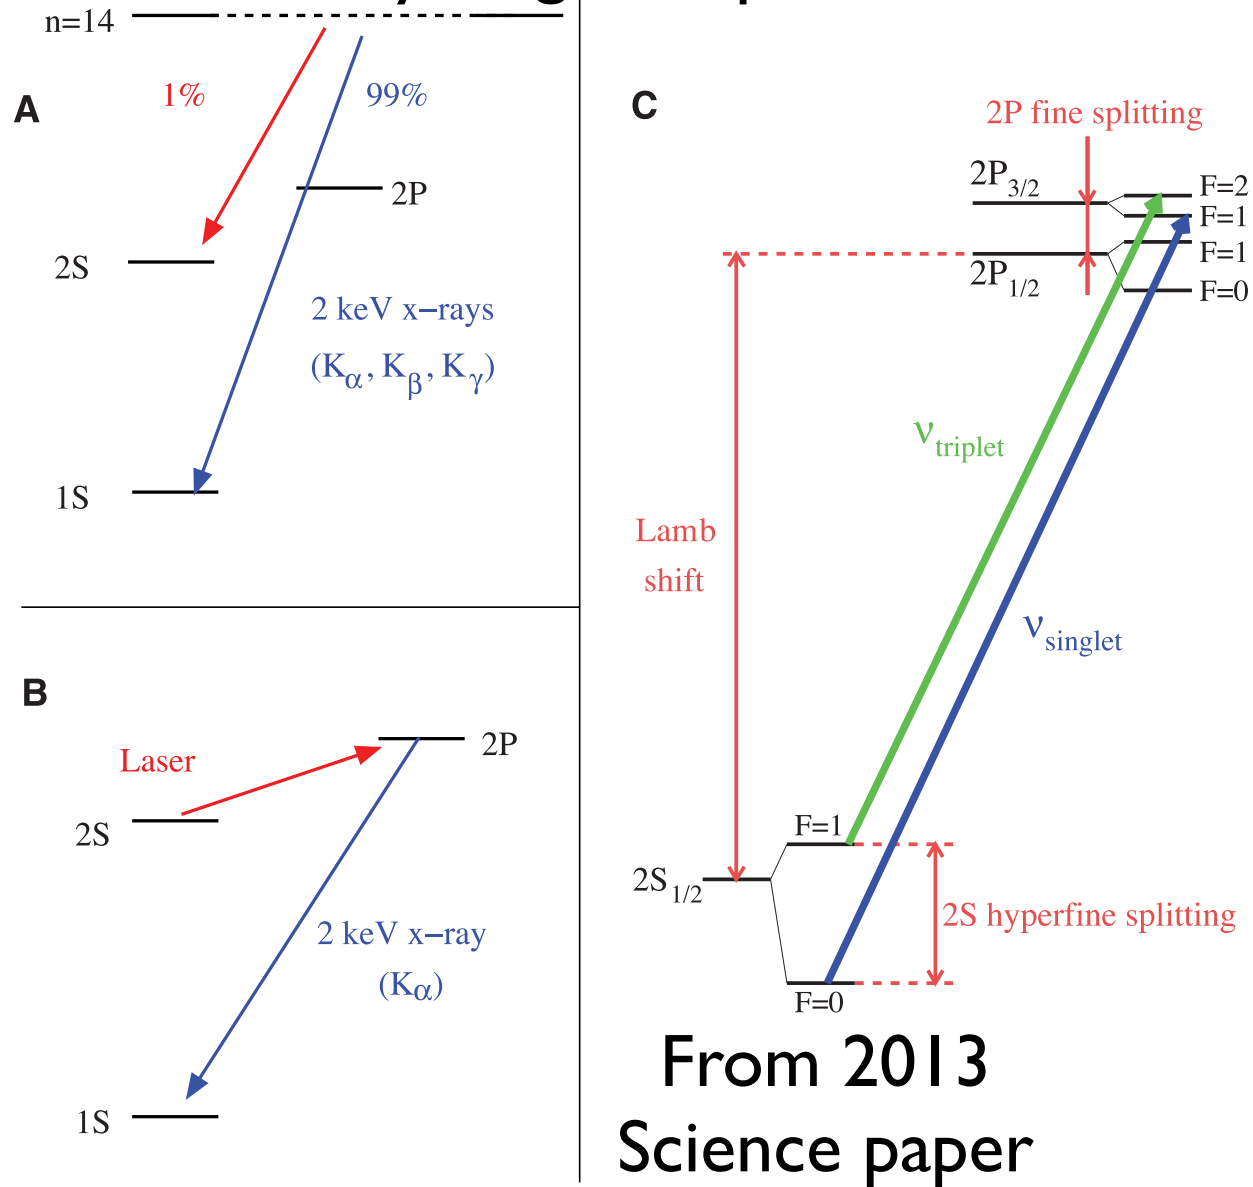 n=14
1%
99%
A
2P
2S
2 keV x−rays
(Kα, Kβ, Kγ)
1S
B
Laser
2P
2S
2 keV x−ray
(Kα)
1S
C
2P fine splitting
2P3/2
F=2
F=1
F=1
2P1/2
F=0
νtriplet
Lamb
shift
νsinglet
F=1
2S1/2
2S hyperfine splitting
F=0
From 2013
Science paper